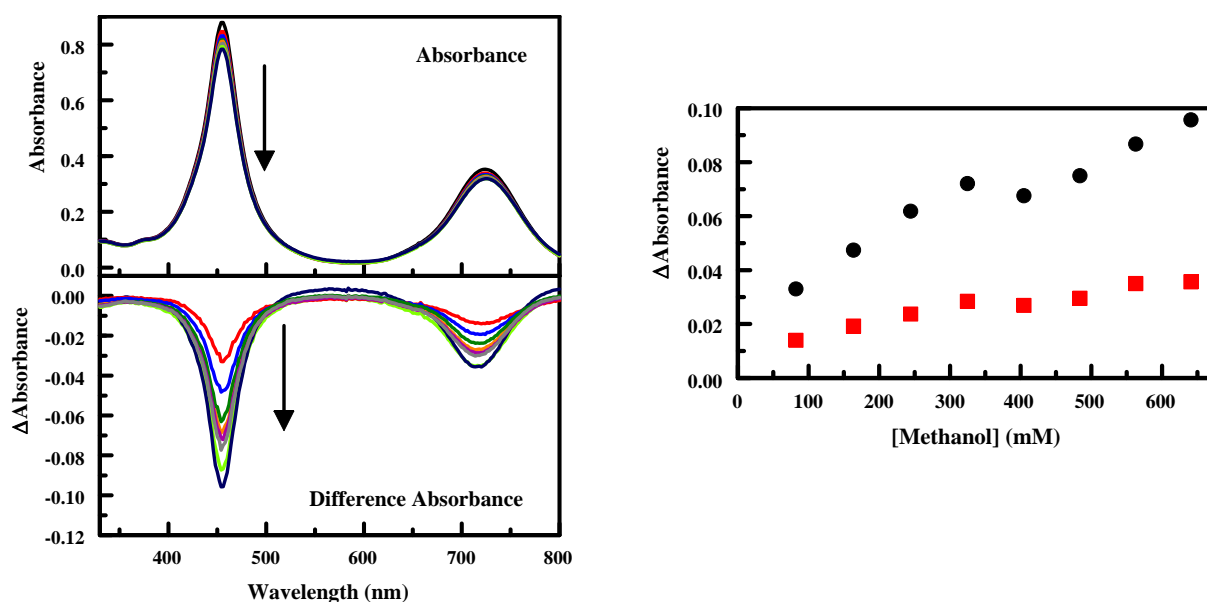 Absorbance
0.8
0.6
0.4
0.2
0.0
Absorbance
ΔAbsorbance
0.00
-0.02
-0.04
-0.06
-0.08
-0.10
-0.12
Difference Absorbance
400 500 600 700 800
Wavelength (nm)
ΔAbsorbance
0.10
0.08
0.06
0.04
0.02
0.00
0 100 200 300 400 500 600
[Methanol] (mM)